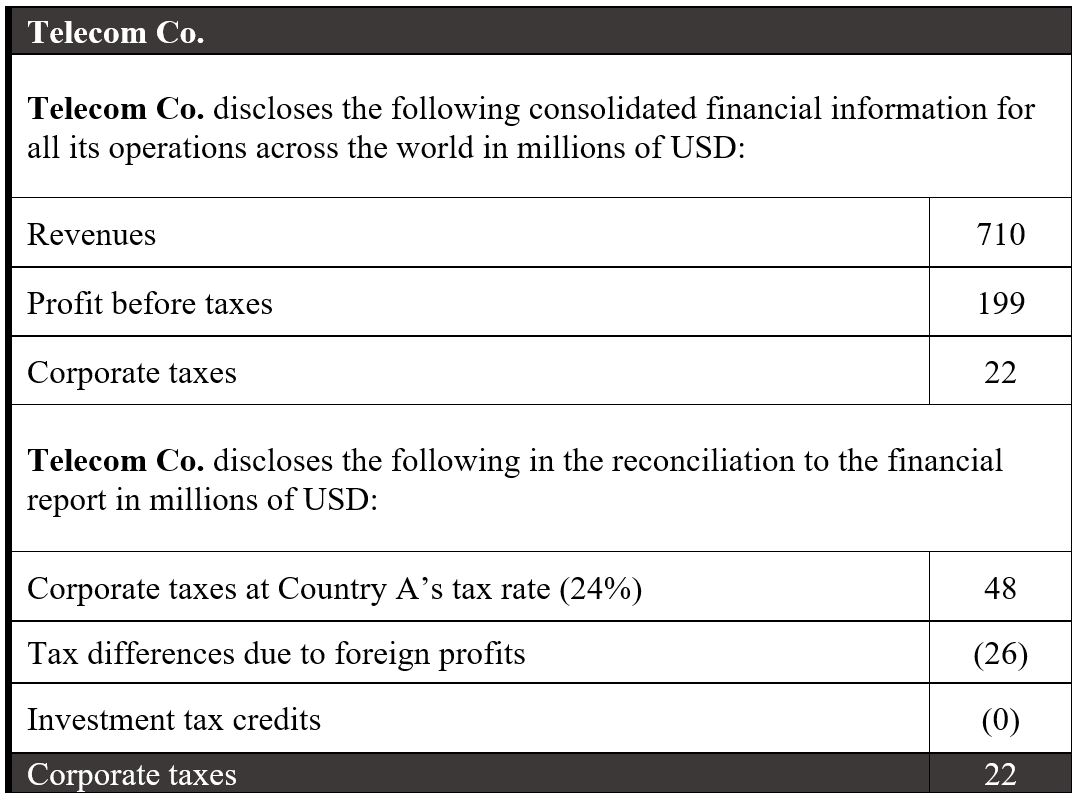 Telecom Co.
Telecom Co. discloses the following consolidated financial information for
all its operations across the world in millions of USD:
Revenues 710
Profit before taxes 199
Corporate taxes 22
Telecom Co. discloses the following in the reconciliation to the financial
report in millions of USD:
Corporate taxes at Country A’s tax rate (24%) 48
Tax differences due to foreign profits (26)
Investment tax credits (0)
Corporate taxes 22